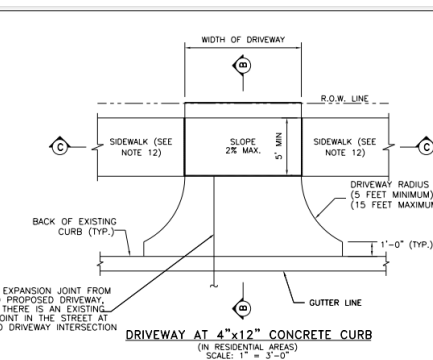 WIDTH OF DRIVEWAY
B
R.O.W. LINE
C
SIDEWALK (SEE
NOTE 12)
SLOPE
2% MAX.
5' MIN
SIDEWALK (SEE
NOTE 12)
C
DRIVEWAY RADIUS
(5 FEET MINIMUM)
(15 FEET MAXIMUM
BACK OF EXISTING
CURB (TYP.)
1'-0" (TYP.)
EXPANSION JOINT FROM
PROPOSED DRIVEWAY,
THERE IS AN EXISTING
JOINT IN THE STREET AT
DRIVEWAY INTERSECTION
GUTTER LINE
B
DRIVEWAY AT 4"x12" CONCRETE CURB
(IN RESIDENTIAL AREAS)
SCALE: 1" = 3'-0"